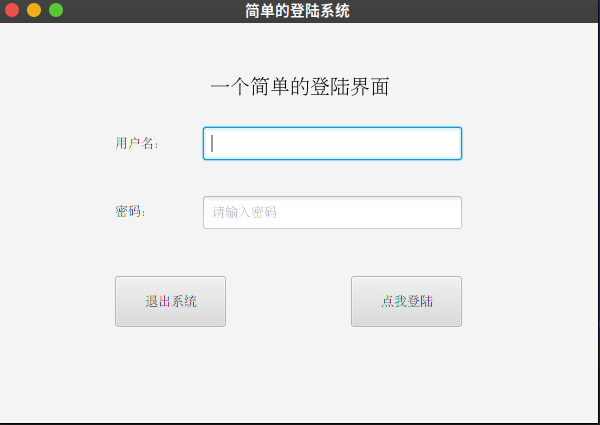 简单的登陆系统
一个简单的登陆界面
用户名:
密码:
请输入密码
退出系统
点我登陆